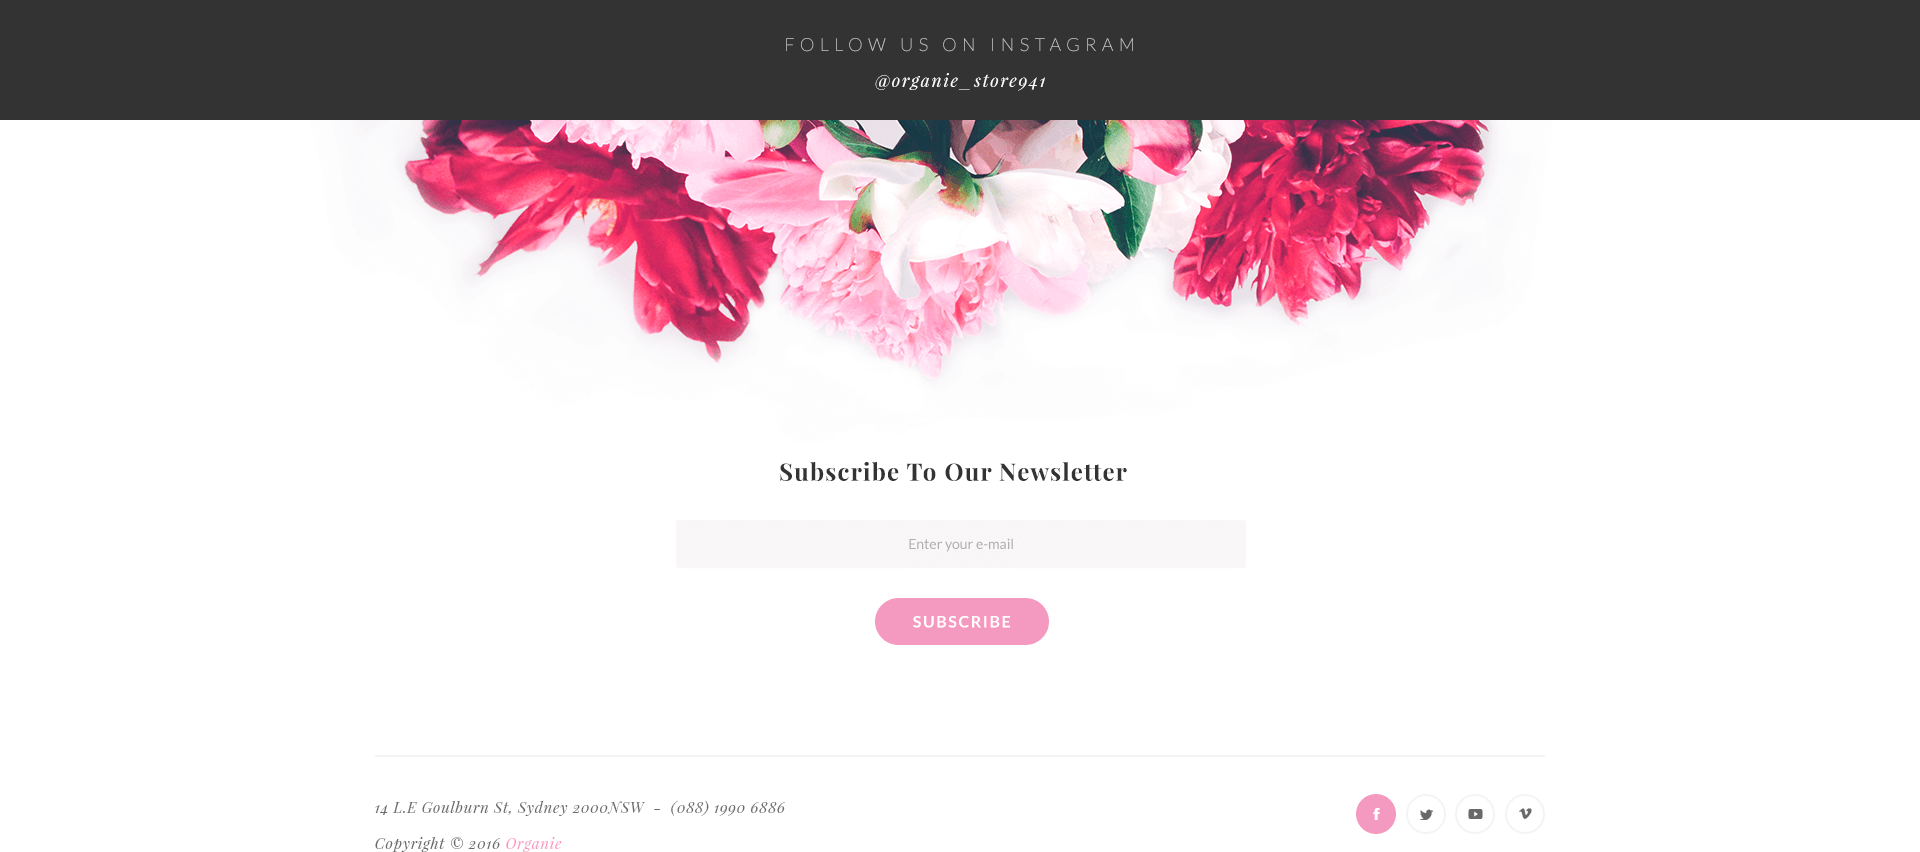 FOLLOW US ON INSTAGRAM
@organie_store941
Subscribe To Our Newsletter
Enter your e-mail
SUBSCRIBE
14 L.E Goulburn St, Sydney 2000NSW - (088) 1990 6886
Copyright © 2016 Organie